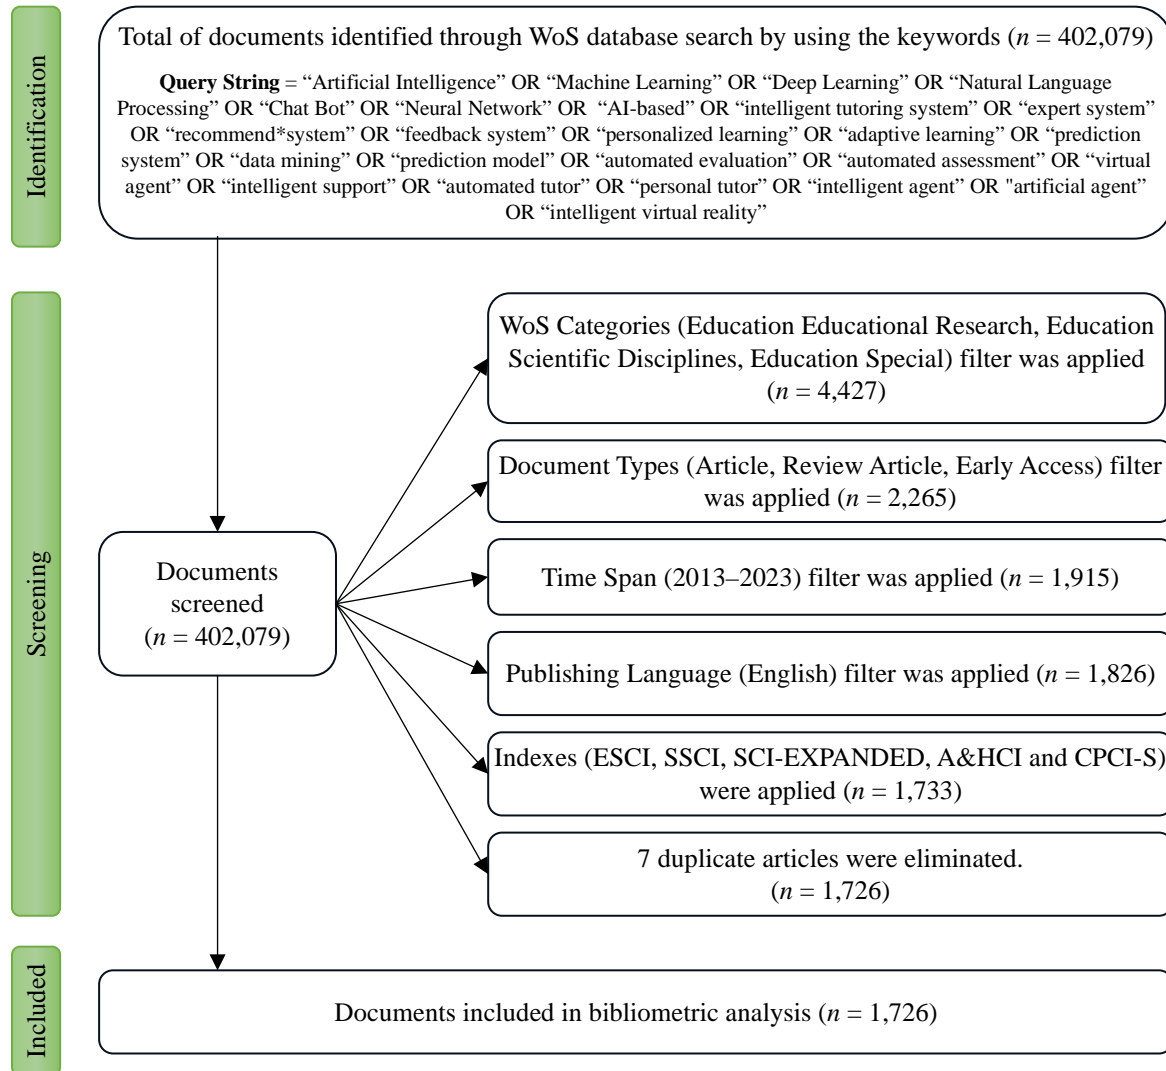 Identification
Total of documents identified through WoS database search by using the keywords (n = 402,079)
Query String = “Artificial Intelligence” OR “Machine Learning” OR “Deep Learning” OR “Natural Language
Processing” OR “Chat Bot” OR “Neural Network” OR “AI-based” OR “intelligent tutoring system” OR “expert system”
OR “recommend*system” OR “feedback system” OR “personalized learning” OR “adaptive learning” OR “prediction
system” OR “data mining” OR “prediction model” OR “automated evaluation” OR “automated assessment” OR “virtual
agent” OR “intelligent support” OR “automated tutor” OR “personal tutor” OR “intelligent agent” OR "artificial agent”
OR “intelligent virtual reality”
Screening
Documents
screened
(n = 402,079)
WoS Categories (Education Educational Research, Education
Scientific Disciplines, Education Special) filter was applied
(n = 4,427)
Document Types (Article, Review Article, Early Access) filter
was applied (n = 2,265)
Time Span (2013–2023) filter was applied (n = 1,915)
Publishing Language (English) filter was applied (n = 1,826)
Indexes (ESCI, SSCI, SCI-EXPANDED, A&HCI and CPCI-S)
were applied (n = 1,733)
7 duplicate articles were eliminated.
(n = 1,726)
Included
Documents included in bibliometric analysis (n = 1,726)